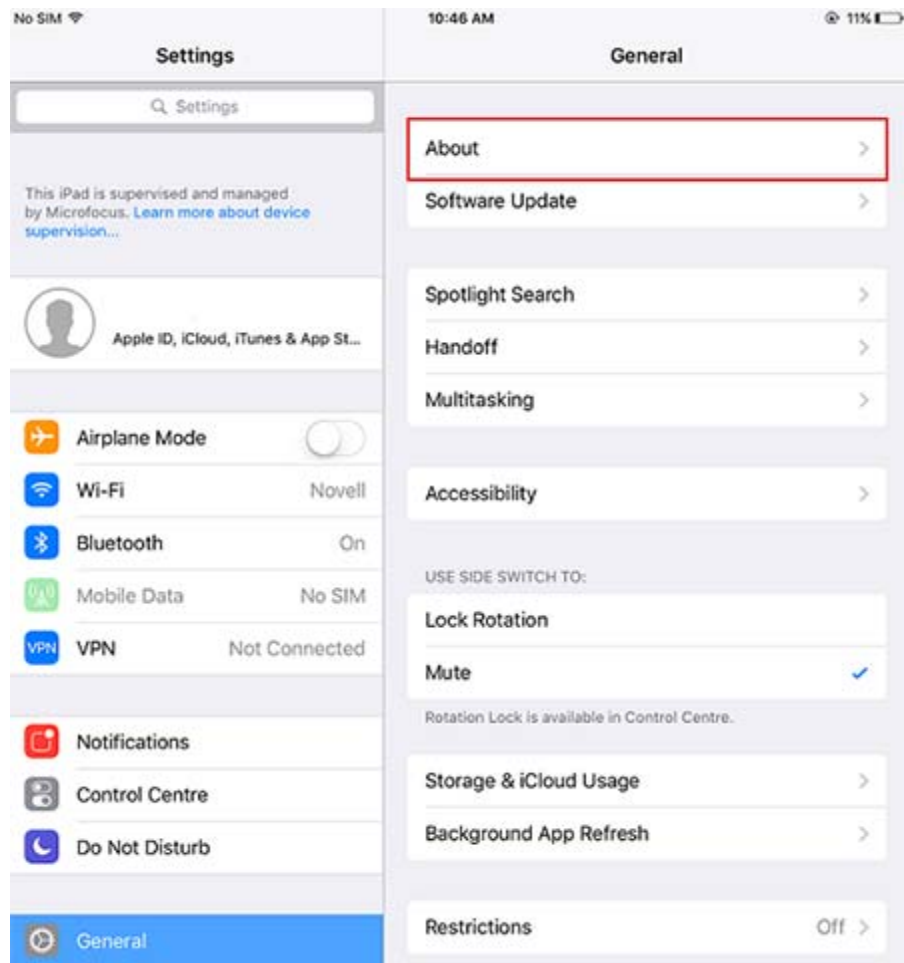 No SIM
10:46 AM
11%
Settings
General
Settings
This iPad is supervised and managed
by Microfocus. Learn more about device
supervision...
Apple ID, iCloud, iTunes & App St...
Airplane Mode
Wi-Fi Novell
Bluetooth On
Mobile Data No SIM
VPN VPN Not Connected
Notifications
Control Centre
Do Not Disturb
General
About
Software Update
Spotlight Search
Handoff
Multitasking
Accessibility
USE SIDE SWITCH TO:
Lock Rotation
Mute
Rotation Lock is available in Control Centre.
Storage & iCloud Usage
Background App Refresh
Restrictions Off